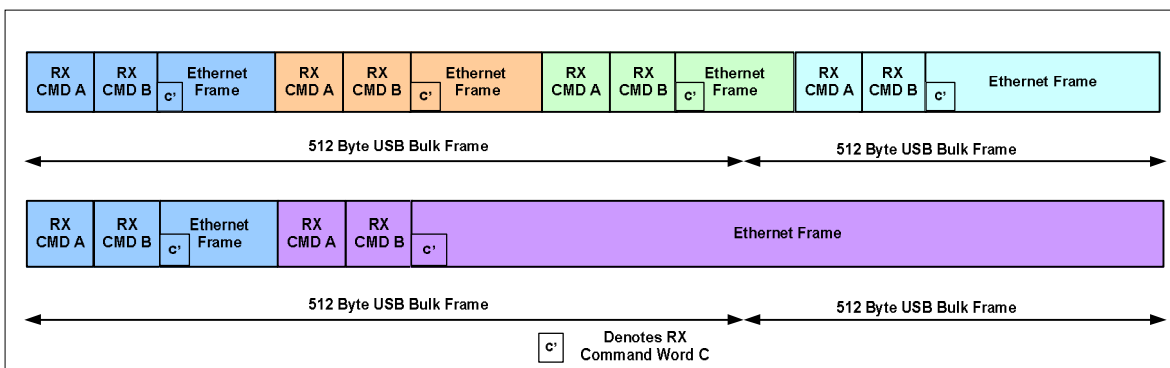 RX CMD A
RX CMD B
c'
Ethernet Frame
RX CMD A
RX CMD B
c'
Ethernet Frame
RX CMD A
RX CMD B
c'
Ethernet Frame
RX CMD A
RX CMD B
c'
Ethernet Frame
512 Byte USB Bulk Frame
512 Byte USB Bulk Frame
RX CMD A
RX CMD B
c'
Ethernet Frame
RX CMD A
RX CMD B
c'
Ethernet Frame
512 Byte USB Bulk Frame
512 Byte USB Bulk Frame
c'
Denotes RX
Command Word C